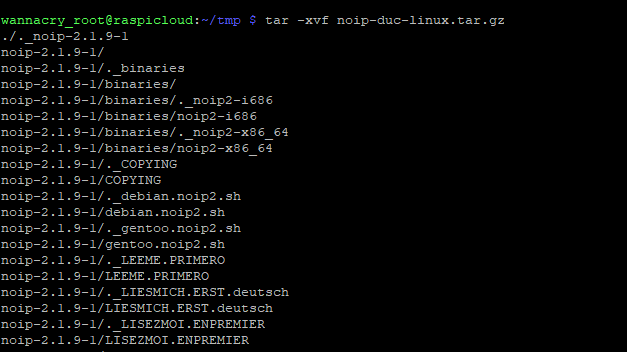 wannacry_root@raspicloud:~/tmp $ tar -xvf noip-duc-linux.tar.gz
./._noip-2.1.9-1
noip-2.1.9-1/
noip-2.1.9-1/._binaries
noip-2.1.9-1/binaries/
noip-2.1.9-1/binaries/._noip2-i686
noip-2.1.9-1/binaries/noip2-i686
noip-2.1.9-1/binaries/._noip2-x86_64
noip-2.1.9-1/binaries/noip2-x86_64
noip-2.1.9-1/._COPYING
noip-2.1.9-1/COPYING
noip-2.1.9-1/._debian.noip2.sh
noip-2.1.9-1/debian.noip2.sh
noip-2.1.9-1/._gentoo.noip2.sh
noip-2.1.9-1/gentoo.noip2.sh
noip-2.1.9-1/._LEEME.PRIMERO
noip-2.1.9-1/LEEME.PRIMERO
noip-2.1.9-1/._LIESMICH.ERST.deutsch
noip-2.1.9-1/LIESMICH.ERST.deutsch
noip-2.1.9-1/._LISEZMOI.ENPREMIER
noip-2.1.9-1/LISEZMOI.ENPREMIER